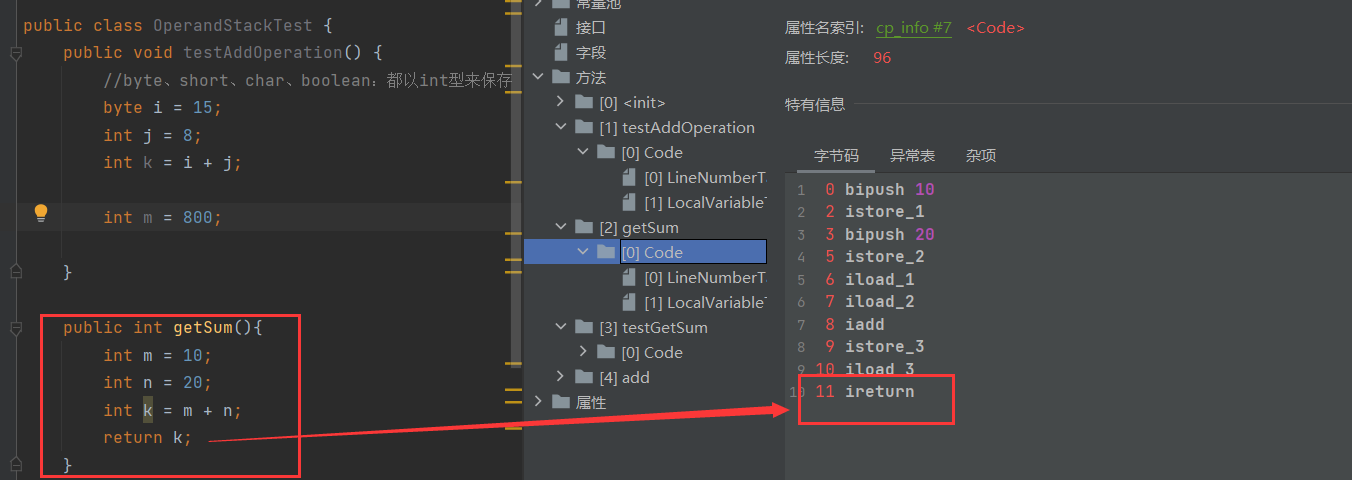 public class OperandStackTest {
public void testAddOperation() {
//byte、short、char、boolean：都以int型来保存
byte i = 15;
int j = 8;
int k = i + j;
int m = 800;
}
public int getSum(){
int m = 10;
int n = 20;
int k = m + n;
return k;
}
常量池
接口
字段
方法
[0] <init>
[1] testAddOperation
[0] Code
[0] LineNumberT
[1] LocalVariable
[2] getSum
[0] Code
[0] LineNumberT
[1] LocalVariable
[3] testGetSum
[0] Code
[4] add
属性
属性名索引: cp_info #7 <Code>
属性长度: 96
特有信息
字节码 异常表 杂项
1 0 bipush 10
2 2 istore_1
3 3 bipush 20
4 5 istore_2
5 6 iload_1
6 7 iload_2
7 8 iadd
8 9 istore_3
9 10 iload_3
10 11 ireturn